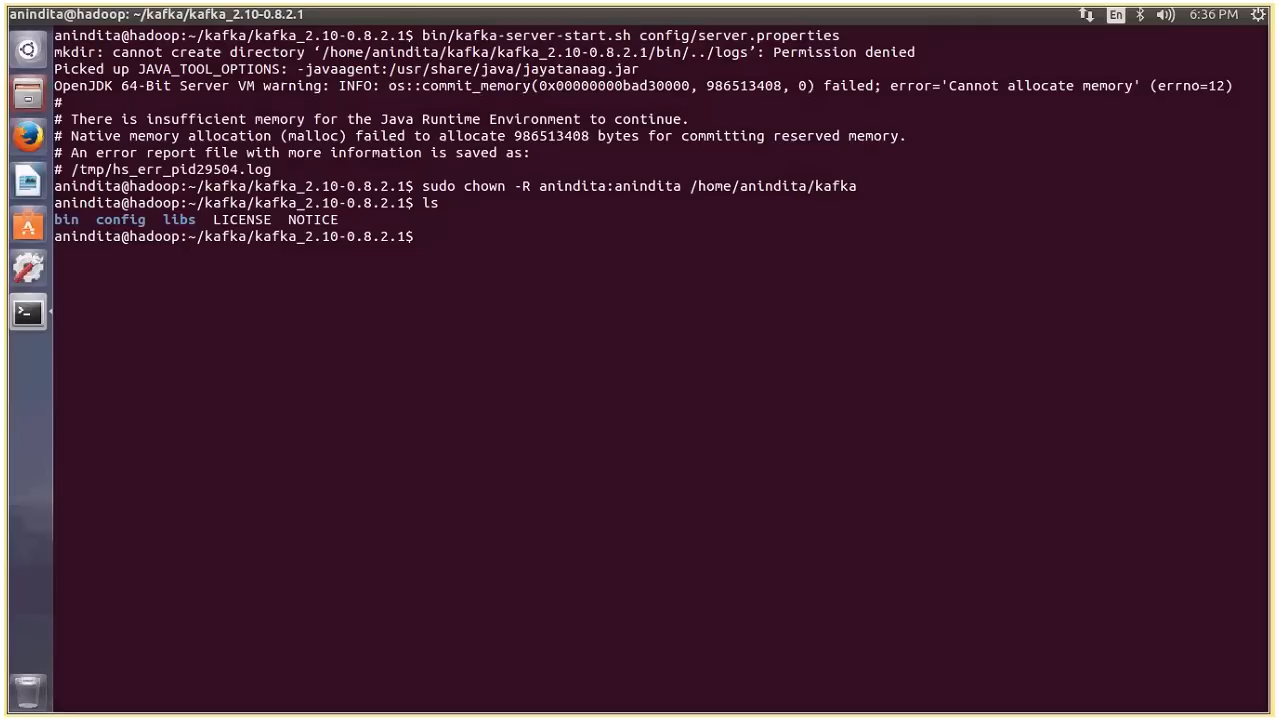 anindita@hadoop: ~/kafka/kafka_2.10-0.8.2.1
En
6:36 PM
anindita@hadoop:~/kafka/kafka_2.10-0.8.2.1$ bin/kafka-server-start.sh config/server.properties
mkdir: cannot create directory ‘/home/anindita/kafka/kafka_2.10-0.8.2.1/bin/../logs’: Permission denied
Picked up JAVA_TOOL_OPTIONS: -javaagent:/usr/share/java/jayatanaag.jar
OpenJDK 64-Bit Server VM warning: INFO: os::commit_memory(0x00000000bad30000, 986513408, 0) failed; error='Cannot allocate memory' (errno=12)
#
# There is insufficient memory for the Java Runtime Environment to continue.
# Native memory allocation (malloc) failed to allocate 986513408 bytes for committing reserved memory.
# An error report file with more information is saved as:
# /tmp/hs_err_pid29504.log
anindita@hadoop:~/kafka/kafka_2.10-0.8.2.1$ sudo chown -R anindita:anindita /home/anindita/kafka
anindita@hadoop:~/kafka/kafka_2.10-0.8.2.1$ ls
bin  config  libs  LICENSE  NOTICE
anindita@hadoop:~/kafka/kafka_2.10-0.8.2.1$